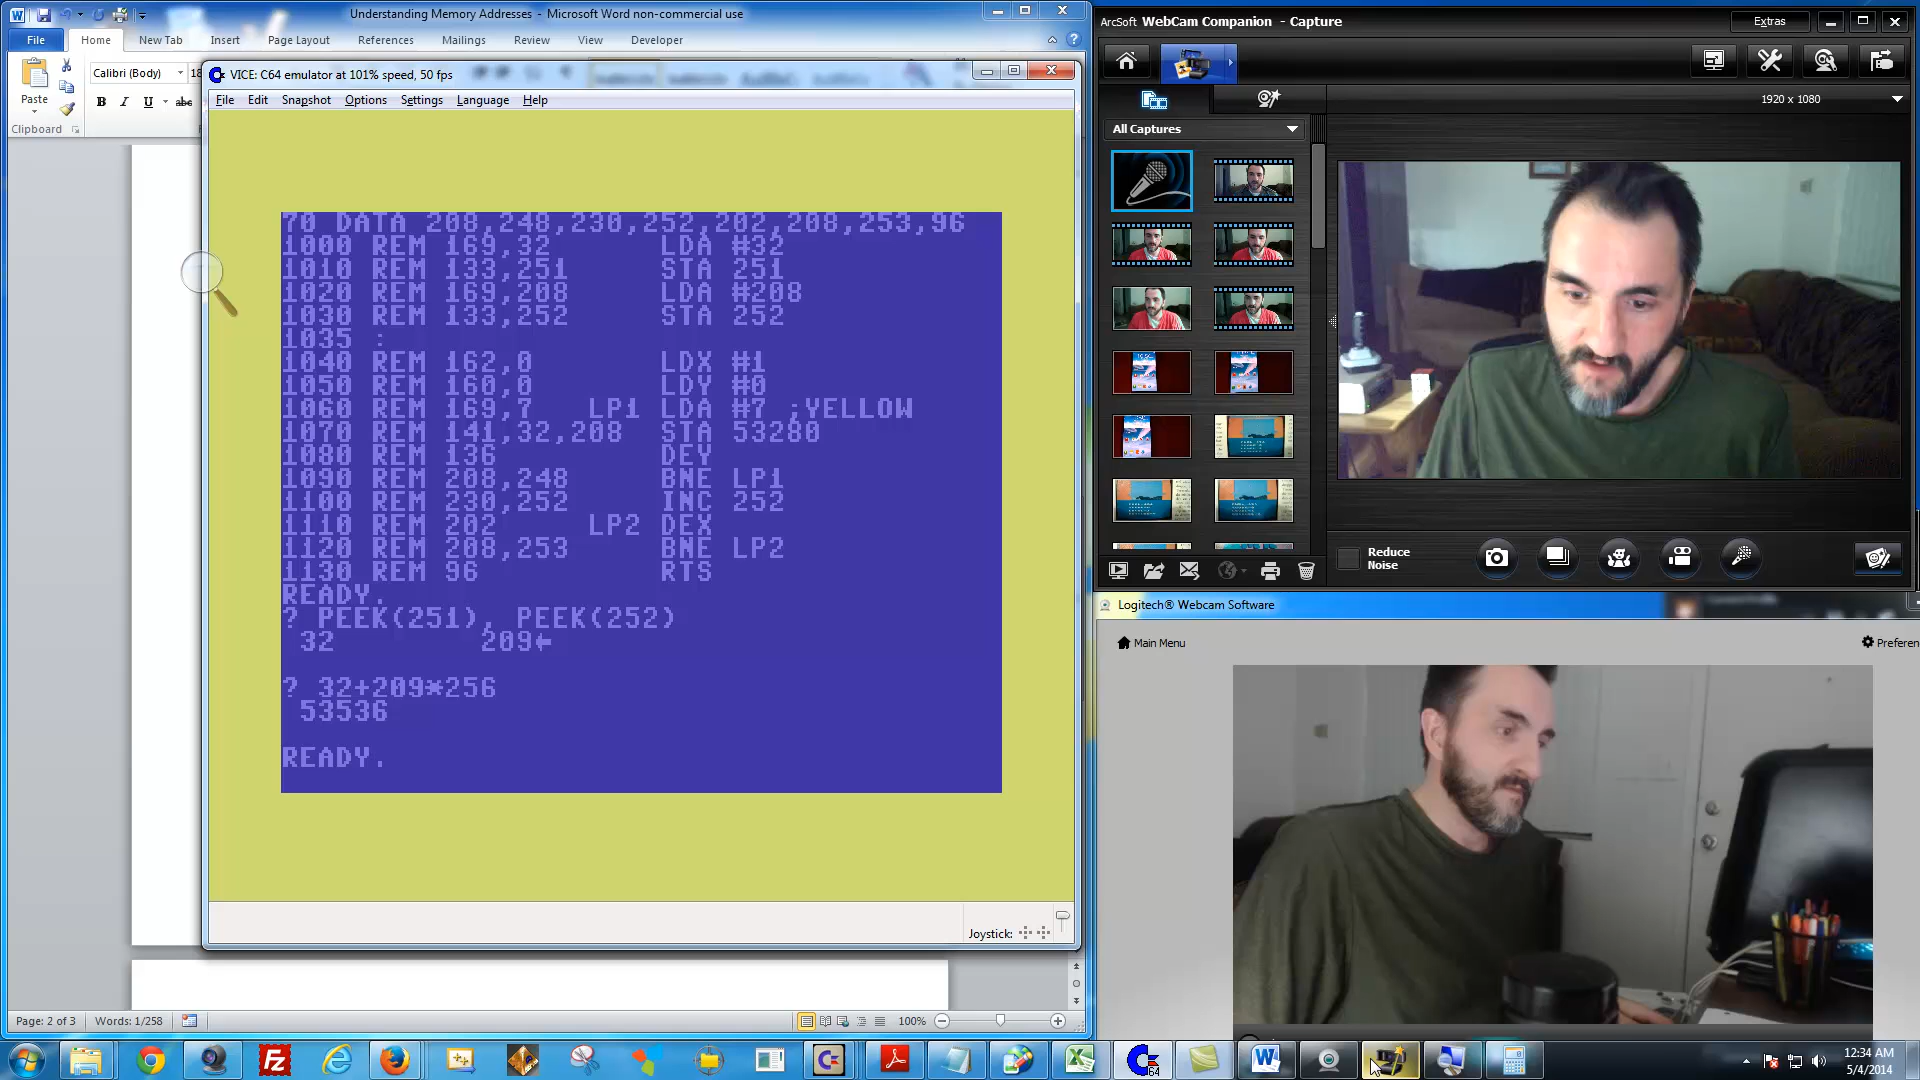 Understanding Memory Addresses - Microsoft Word non-commercial use
File Home New Tab Insert Page Layout References Mailings Review View Developer
Paste
Calibri (Body) 18
B I U abc
Clipboard
VICE: C64 emulator at 101% speed, 50 fps
File Edit Snapshot Options Settings Language Help
70 DATA 208,248,230,252,202,208,253,96
1000 REM 169,32 LDA #32
1010 REM 133,251 STA 251
1020 REM 169,208 LDA #208
1030 REM 133,252 STA 252
1035 :
1040 REM 162,0 LDX #1
1050 REM 160,0 LDY #0
1060 REM 169,7 LP1 LDA #7 ;YELLOW
1070 REM 141,32,208 STA 53280
1080 REM 136 DEY
1090 REM 208,248 BNE LP1
1100 REM 230,252 INC 252
1110 REM 202 LP2 DEX
1120 REM 208,253 BNE LP2
1130 REM 96 RTS
READY.
? PEEK(251), PEEK(252)
32 209←
? 32+209*256
53536
READY.
Joystick:
Page: 2 of 3 Words: 1/258 100%
ArcSoft WebCam Companion - Capture
Extras
1920 x 1080
All Captures
Reduce
Noise
Logitech® Webcam Software
Main Menu Preferen
64
12:34 AM
5/4/2014